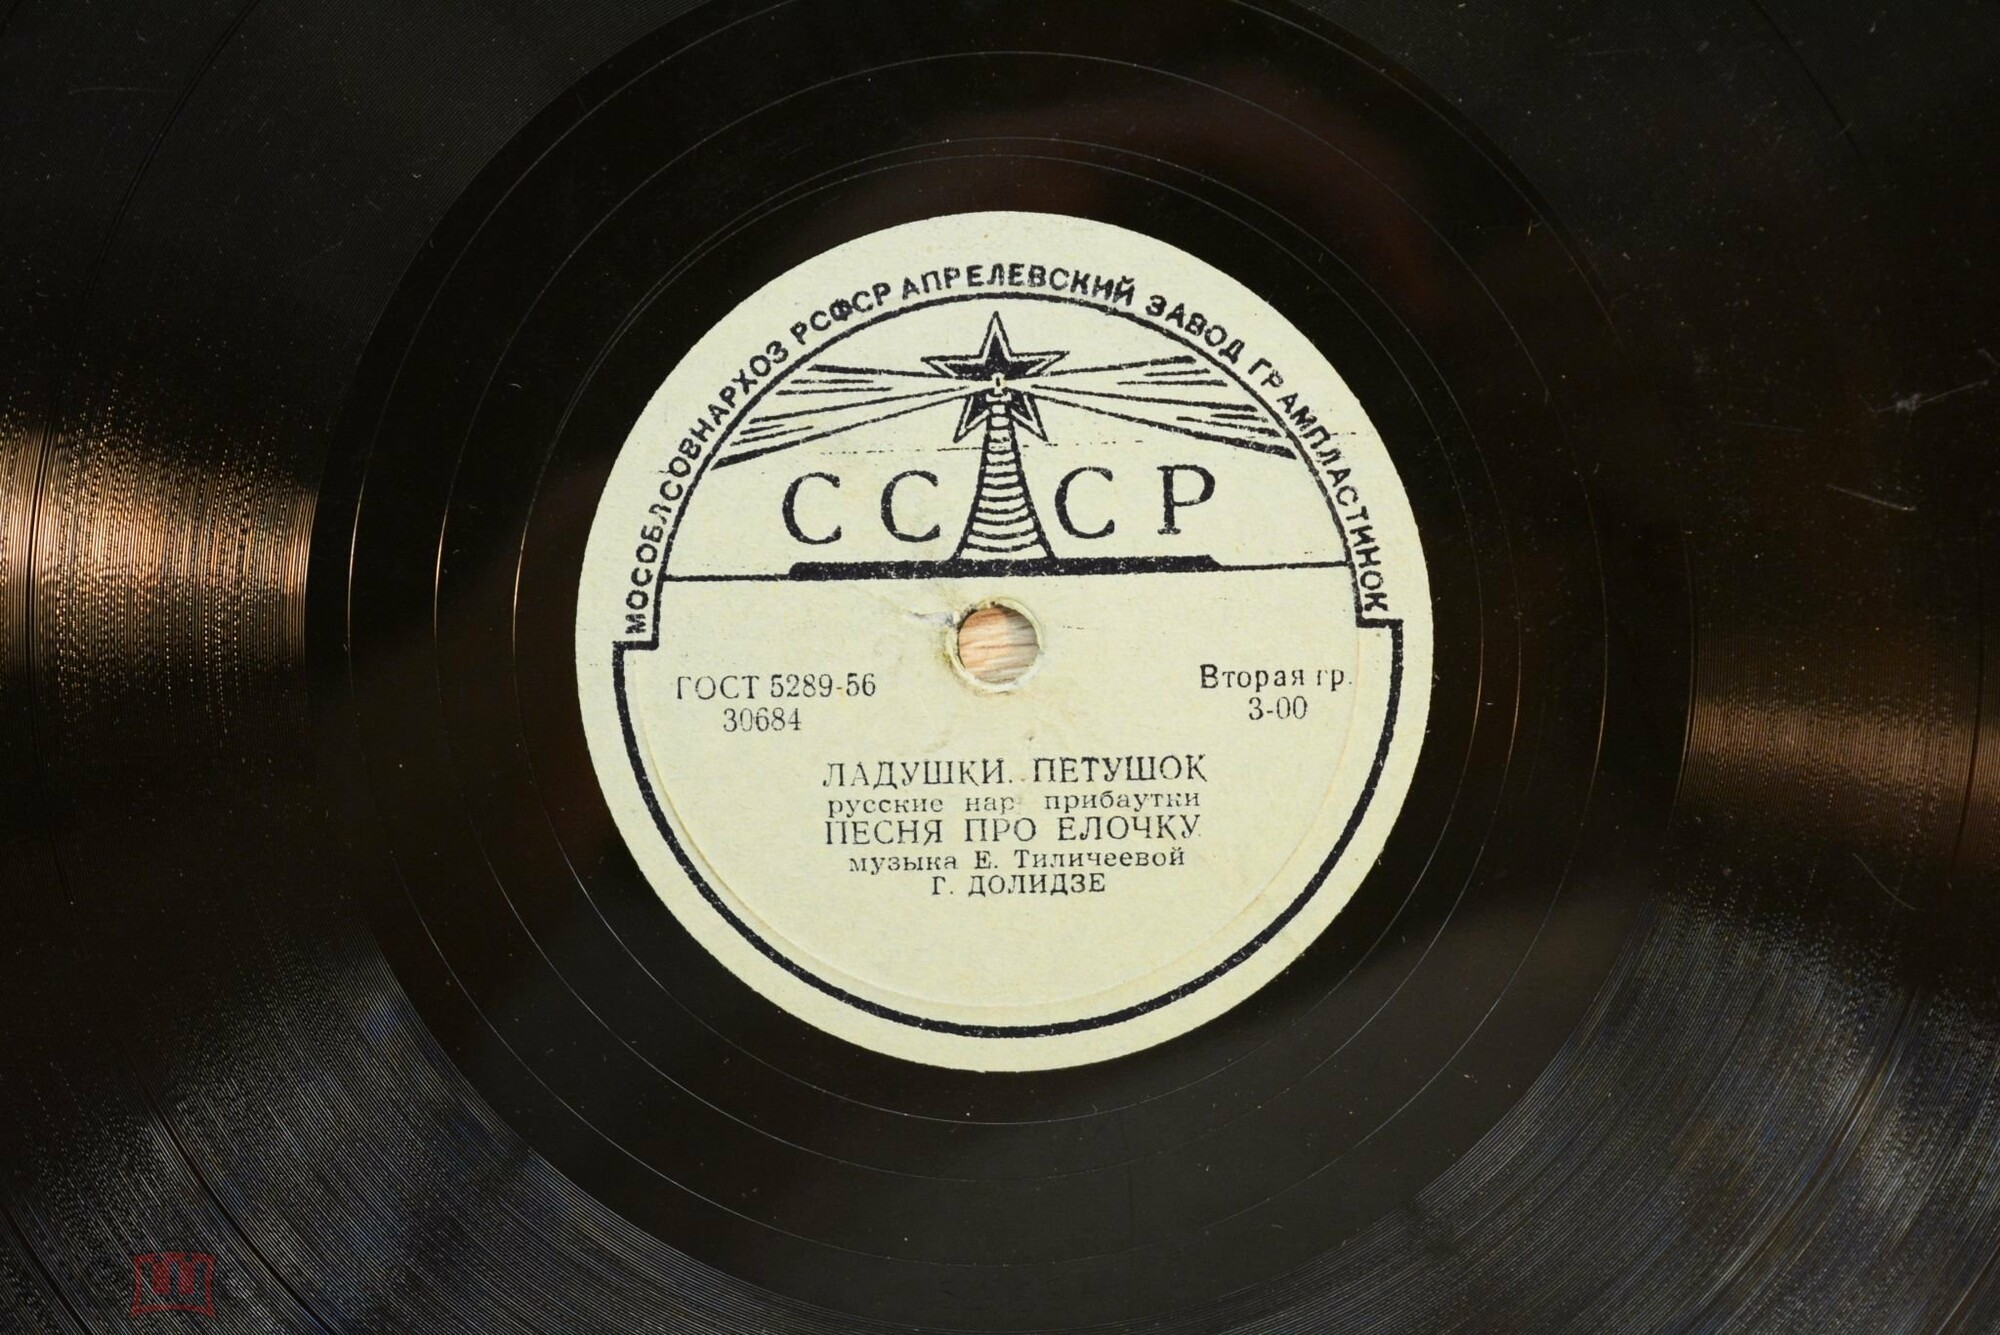 МОСОБЛСОВНАРХОЗ РСФСР АПРЕЛЕВСКИЙ ЗАВОД ГРАМПЛАСТИНОК
СССР
ГОСТ 5289-56
30684
Вторая гр.
3-00
ЛАДУШКИ. ПЕТУШОК
русские нар прибаутки
ПЕСНЯ ПРО ЕЛОЧКУ
музыка Е. Тиличеевой
Г. ДОЛИДЗЕ